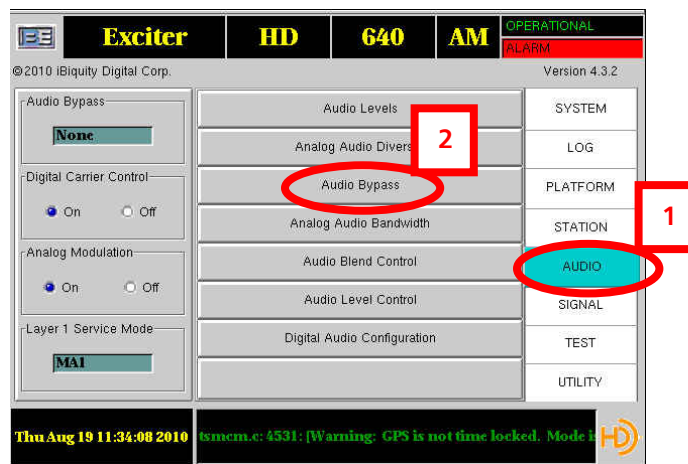 BE Exciter HD 640 AM OPERATIONAL
ALARM
©2010 iBiquity Digital Corp. Version 4.3.2
Audio Bypass
None
Digital Carrier Control
On Off
Analog Modulation
On Off
Layer 1 Service Mode
MA1
Audio Levels
Analog Audio
2
Audio Bypass
Analog Audio Bandwidth
Audio Blend Control
Audio Level Control
Digital Audio Configuration
SYSTEM
LOG
PLATFORM
STATION
1
AUDIO
SIGNAL
TEST
UTILITY
Thu Aug 19 11:34:08 2010 tsmcm.c: 4531: [Warning: GPS is not time locked. Mode HD